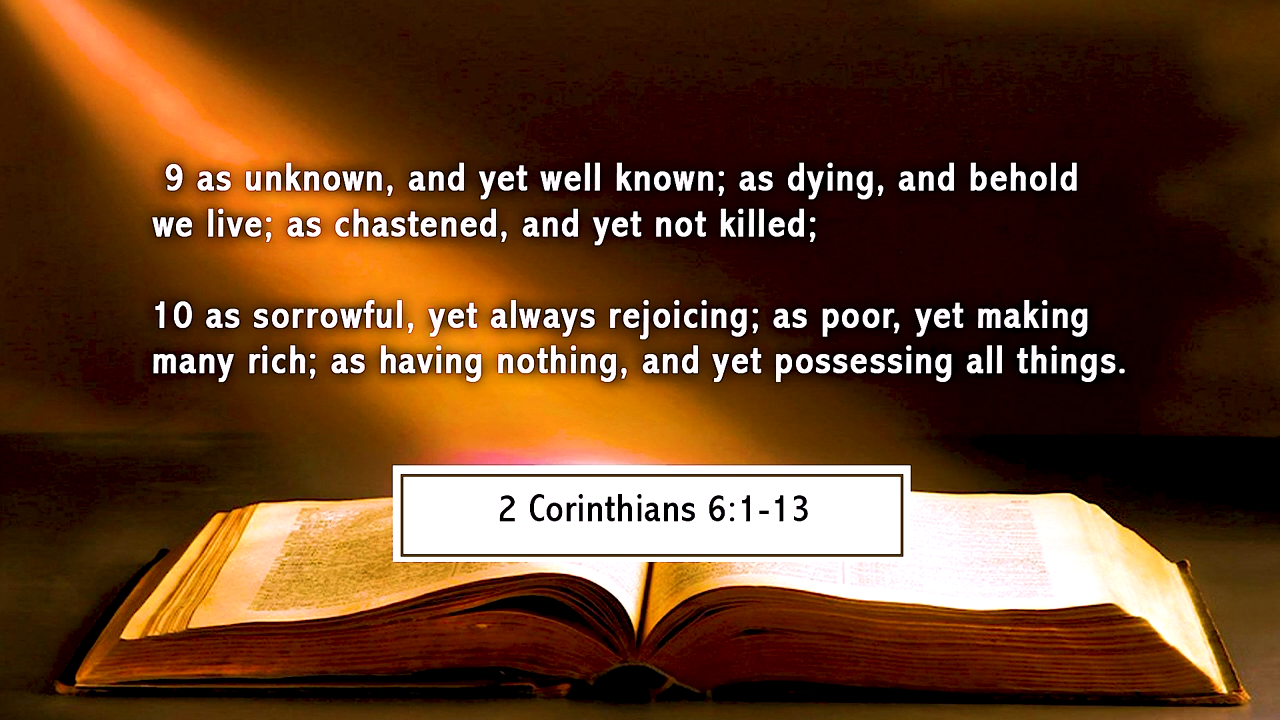 9 as unknown, and yet well known; as dying, and behold
we live; as chastened, and yet not killed;
10 as sorrowful, yet always rejoicing; as poor, yet making
many rich; as having nothing, and yet possessing all things.
2 Corinthians 6:1-13